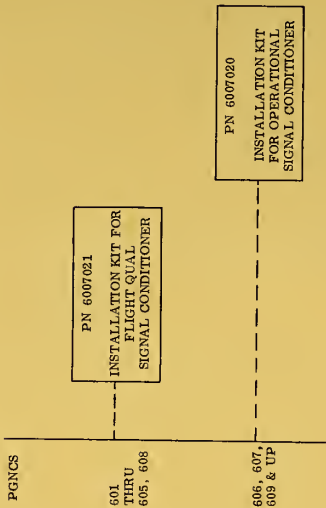 PGNCS
601
THRU
605, 608
PN 6007021
INSTALLATION KIT FOR
FLIGHT QUAL
SIGNAL CONDITIONER
606, 607,
609 & UP
PN 6007020
INSTALLATION KIT
FOR OPERATIONAL
SIGNAL CONDITIONER